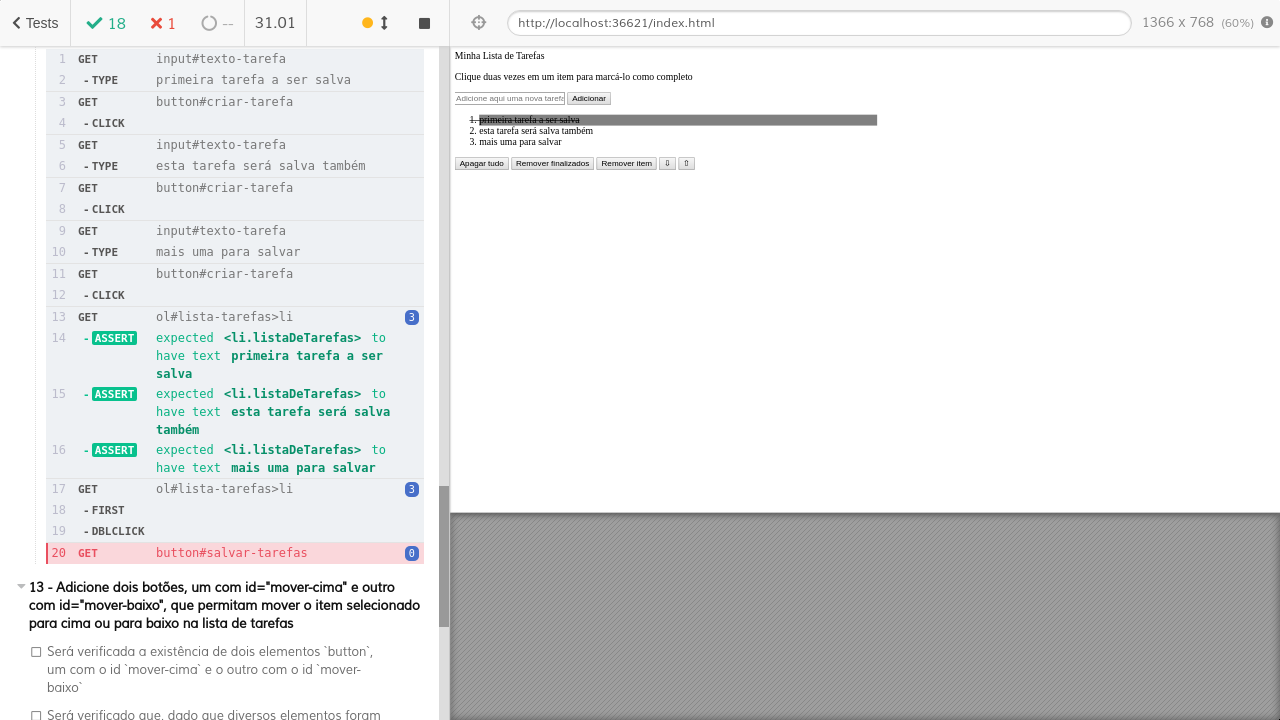 Tests 18 1 -- 31.01
http://localhost:36621/index.html 1366 x 768 (60%)
1 GET input#texto-tarefa
2 - TYPE primeira tarefa a ser salva
3 GET button#criar-tarefa
4 - CLICK
5 GET input#texto-tarefa
6 - TYPE esta tarefa será salva também
7 GET button#criar-tarefa
8 - CLICK
9 GET input#texto-tarefa
10 - TYPE mais uma para salvar
11 GET button#criar-tarefa
12 - CLICK
13 GET ol#lista-tarefas>li 3
14 - ASSERT expected <li.listaDeTarefas> to
have text primeira tarefa a ser
salva
15 - ASSERT expected <li.listaDeTarefas> to
have text esta tarefa será salva
também
16 - ASSERT expected <li.listaDeTarefas> to
have text mais uma para salvar
17 GET ol#lista-tarefas>li 3
18 - FIRST
19 - DBLCLICK
20 GET button#salvar-tarefas 0
13 - Adicione dois botões, um com id="mover-cima" e outro
com id="mover-baixo", que permitam mover o item selecionado
para cima ou para baixo na lista de tarefas
Será verificada a existência de dois elementos `button`,
um com o id `mover-cima` e o outro com o id `mover-
baixo`
Será verificado que, dado que diversos elementos foram
Minha Lista de Tarefas
Clique duas vezes em um item para marcá-lo como completo
Adicione aqui uma nova taref Adicionar
1. primeira tarefa a ser salva
2. esta tarefa será salva também
3. mais uma para salvar
Apagar tudo Remover finalizados Remover item ⇩ ⇧